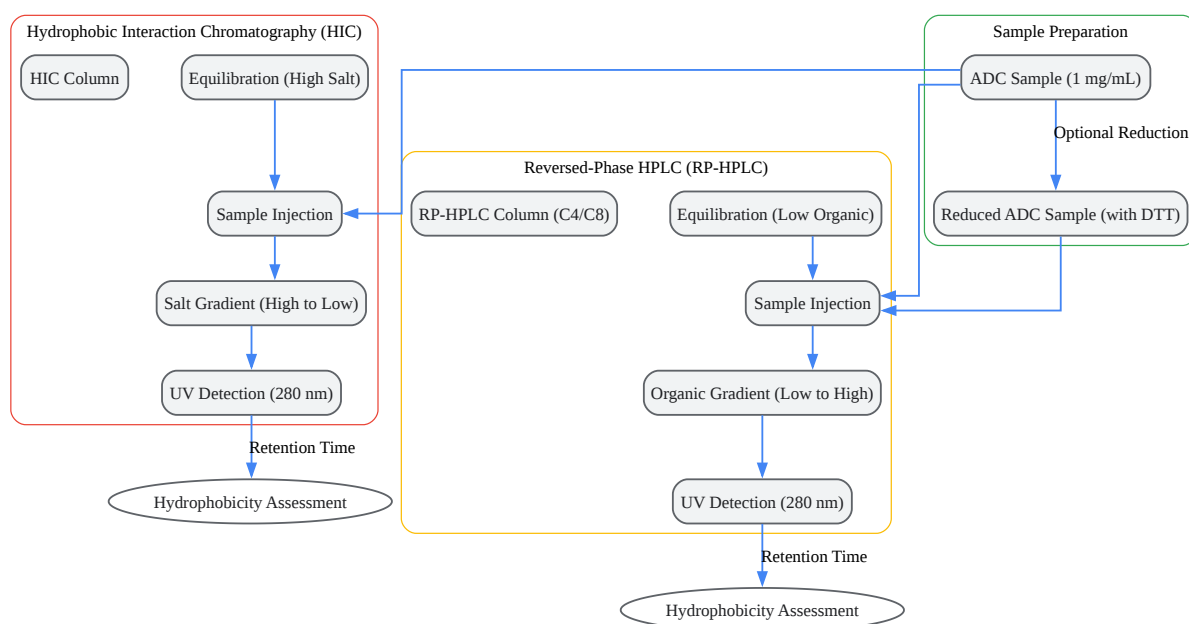 Hydrophobic Interaction Chromatography (HIC)
HIC Column
Equilibration (High Salt)
Sample Injection
Salt Gradient (High to Low)
UV Detection (280 nm)
Retention Time
Hydrophobicity Assessment
Reversed-Phase HPLC (RP-HPLC)
RP-HPLC Column (C4/C8)
Equilibration (Low Organic)
Sample Injection
Organic Gradient (Low to High)
UV Detection (280 nm)
Retention Time
Hydrophobicity Assessment
Sample Preparation
ADC Sample (1 mg/mL)
Optional Reduction
Reduced ADC Sample (with DTT)